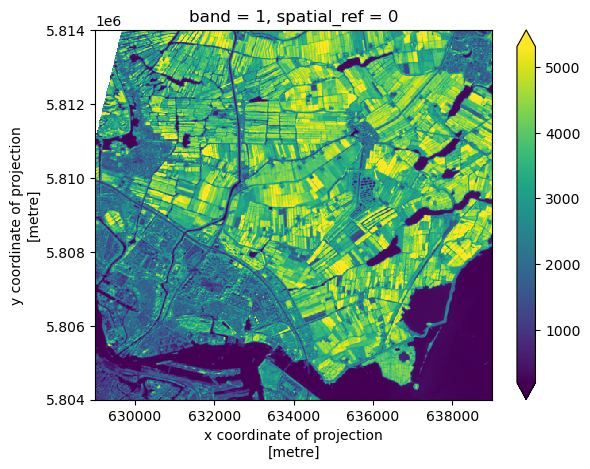 band = 1, spatial_ref = 0
1e6
5.814
5.812
5.810
5.808
5.806
5.804
y coordinate of projection
[metre]
630000 632000 634000 636000 638000
x coordinate of projection
[metre]
5000
4000
3000
2000
1000